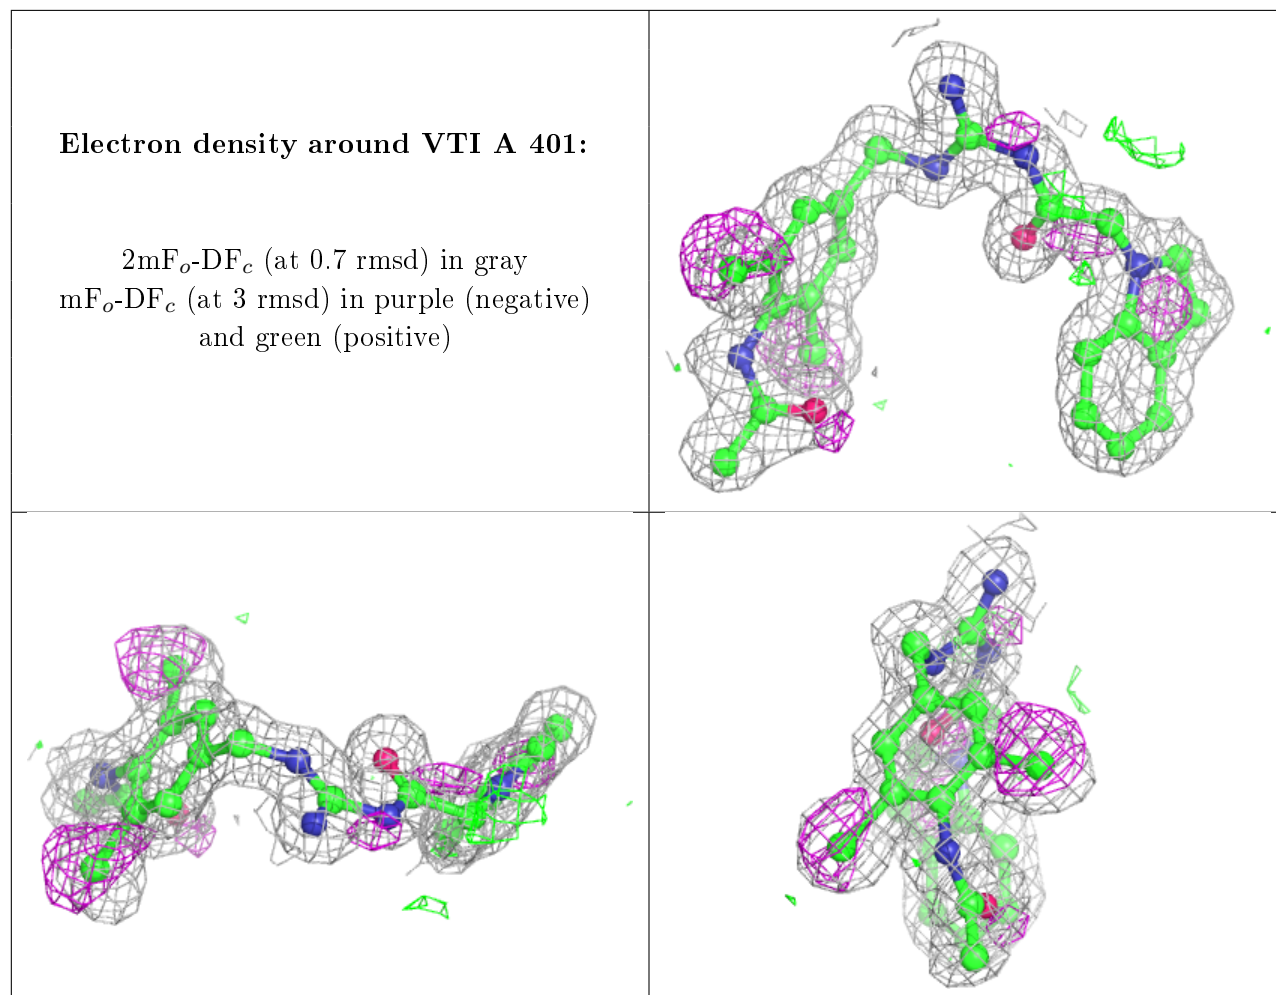 Electron density around VTI A 401:
2mFo-DFc (at 0.7 rmsd) in gray
mFo-DFc (at 3 rmsd) in purple (negative)
and green (positive)